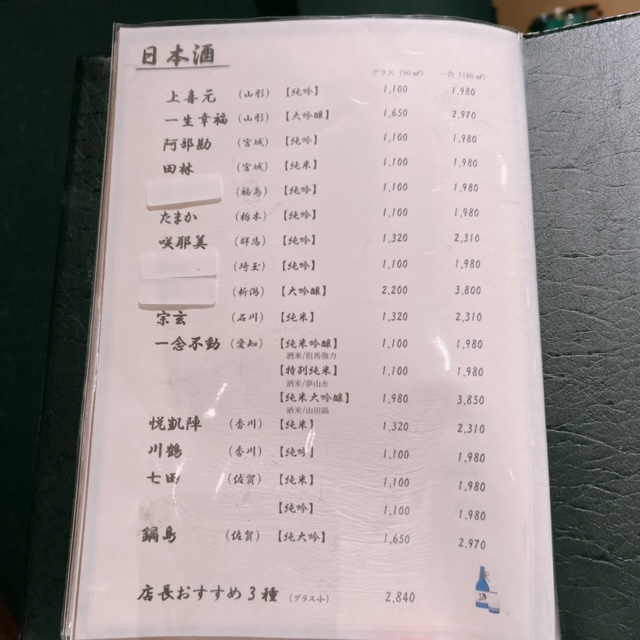 日本酒
グラス（90㎖） 一合（180㎖）
上喜元 （山形） 【純吟】 1,100 1,980
一生幸福 （山形） 【大吟醸】 1,650 2,970
阿部勘 （宮城） 【純吟】 1,100 1,980
田林 （宮城） 【純米】 1,100 1,980
（福島） 【純吟】 1,100 1,980
たまか （栃木） 【純吟】 1,100 1,980
咲耶美 （群馬） 【純吟】 1,320 2,310
（埼玉） 【純吟】 1,100 1,980
（新潟） 【大吟醸】 2,200 3,800
宗玄 （石川） 【純米】 1,320 2,310
一念不動 （愛知） 【純米吟醸】 1,100 1,980
酒米/但馬強力
【特別純米】 1,100 1,980
酒米/夢山水
【純米大吟醸】 1,980 3,850
酒米/山田錦
悦凱陣 （香川） 【純米】 1,320 2,310
川鶴 （香川） 【純吟】 1,100 1,980
七田 （佐賀） 【純米】 1,100 1,980
【純吟】 1,100 1,980
鍋島 （佐賀） 【純大吟】 1,650 2,970
店長おすすめ3種 （グラス小） 2,840